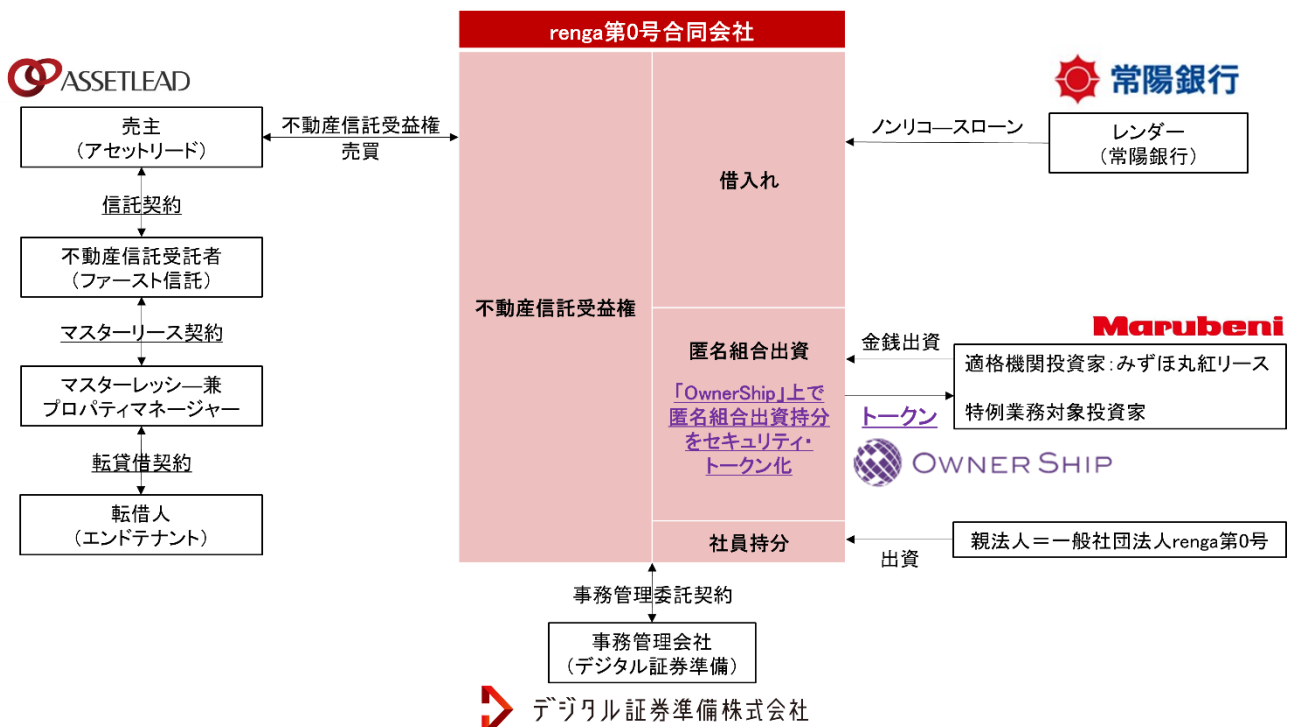 renga第0号合同会社
ASSETLEAD
売主
（アセットリード）
不動産信託受益権
売買
信託契約
不動産信託受託者
（ファースト信託）
マスターリース契約
マスターレッシ―兼
プロパティマネージャー
転貸借契約
転借人
（エンドテナント）
不動産信託受益権
借入れ
匿名組合出資
「OwnerShip」上で
匿名組合出資持分
をセキュリティ・
トークン化
社員持分
常陽銀行
ノンリコ―スローン
レンダー
（常陽銀行）
Marubeni
金銭出資
適格機関投資家：みずほ丸紅リース
特例業務対象投資家
トークン
OWNERSHIP
出資
親法人＝一般社団法人renga第0号
事務管理委託契約
事務管理会社
（デジタル証券準備）
デジタル証券準備株式会社